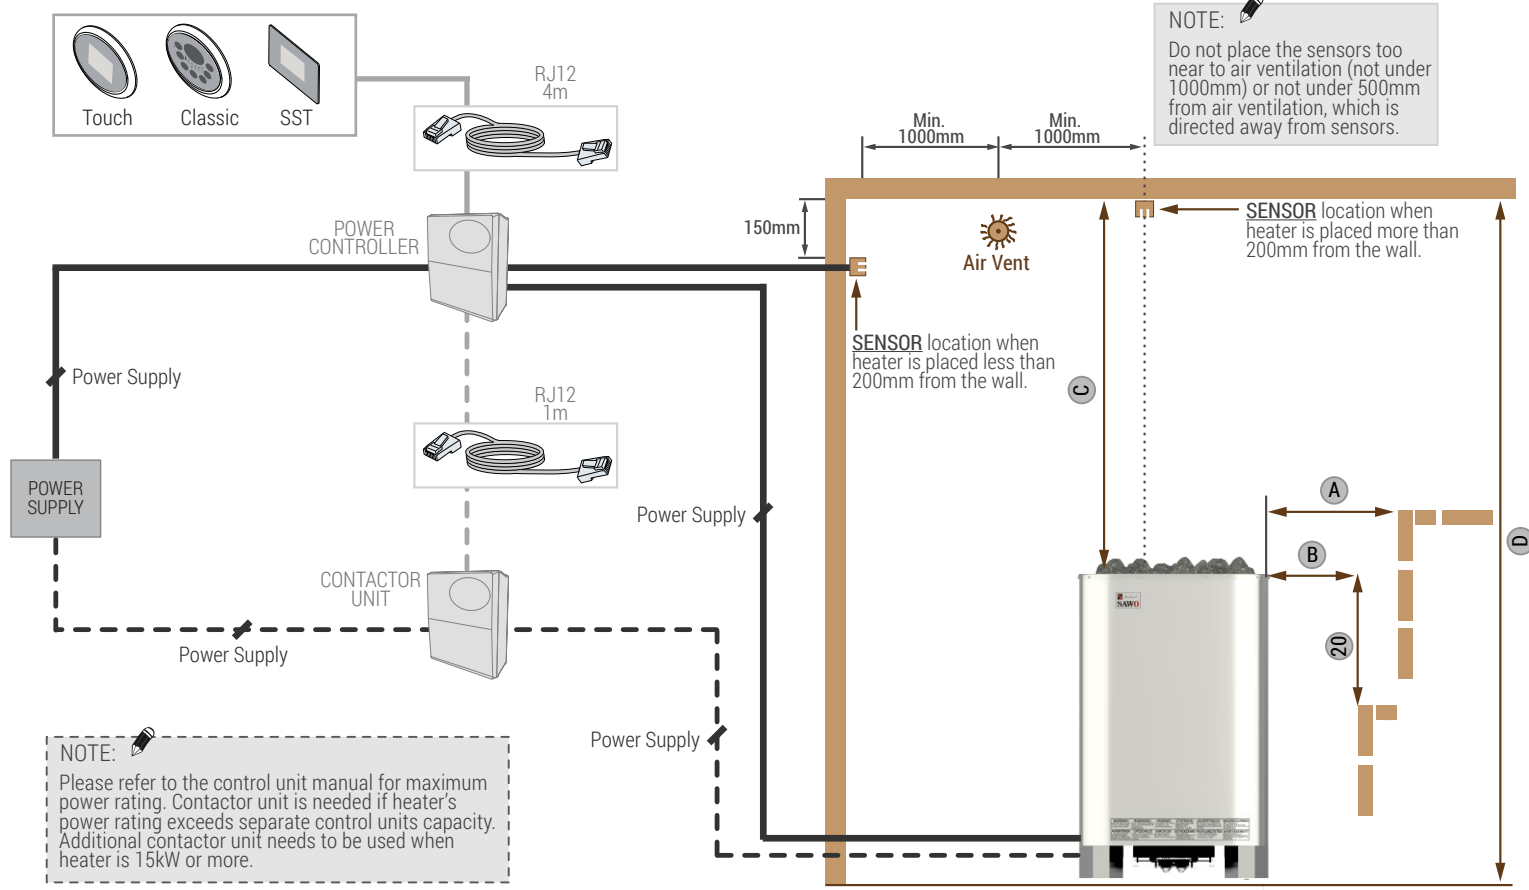 Touch
Classic
SST
RJ12
4m
NOTE:
Do not place the sensors too
near to air ventilation (not under
1000mm) or not under 500mm
from air ventilation, which is
directed away from sensors.
Min.
1000mm
Min.
1000mm
POWER
CONTROLLER
150mm
Air Vent
SENSOR location when
heater is placed more than
200mm from the wall.
SENSOR location when
heater is placed less than
200mm from the wall.
Power Supply
RJ12
1m
C
POWER
SUPPLY
Power Supply
A
B
D
20
CONTACTOR
UNIT
SAWO
Power Supply
Power Supply
NOTE:
Please refer to the control unit manual for maximum
power rating. Contactor unit is needed if heater's
power rating exceeds separate control units capacity.
Additional contactor unit needs to be used when
heater is 15kW or more.